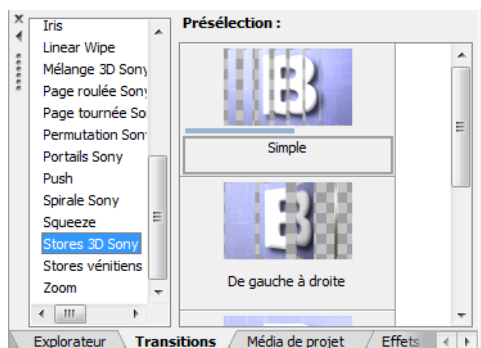 Présélection :
Iris
Linear Wipe
Mélange 3D Sony
Page roulée Sony
Page tournée So
Permutation Son
Portails Sony
Push
Spirale Sony
Squeeze
Stores 3D Sony
Stores vénitiens
Zoom
B
Simple
B
De gauche à droite
Explorateur
Transitions
Média de projet
Effets